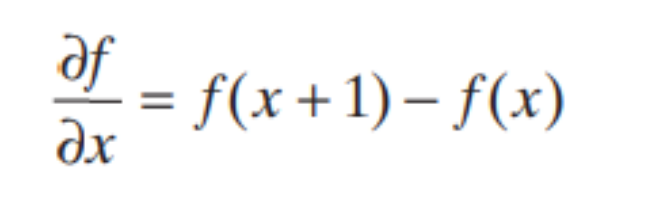 ∂f/∂x = f(x + 1) − f(x)